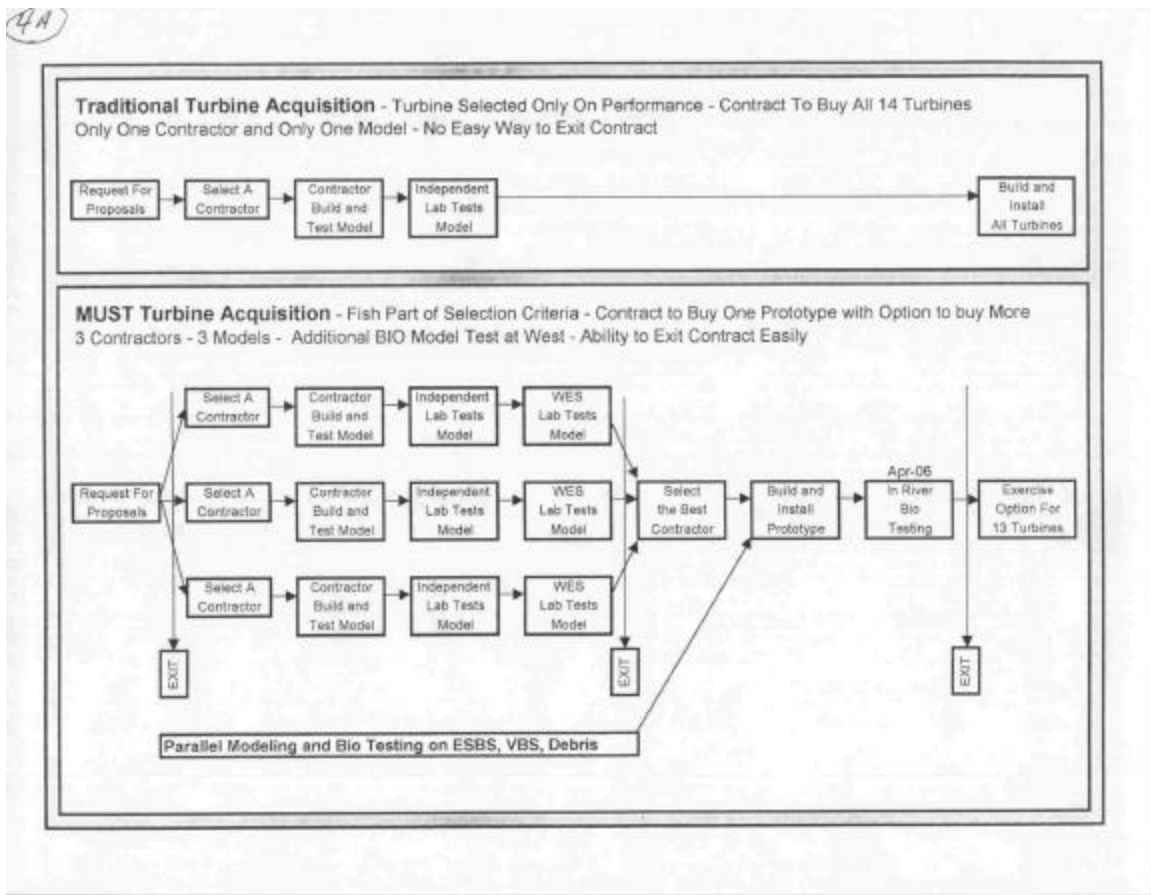 4A
Traditional Turbine Acquisition - Turbine Selected Only On Performance - Contract To Buy All 14 Turbines
Only One Contractor and Only One Model - No Easy Way to Exit Contract
Request For
Proposals
Select A
Contractor
Contractor
Build and
Test Model
Independent
Lab Tests
Model
Build and
Install
All Turbines
MUST Turbine Acquisition - Fish Part of Selection Criteria - Contract to Buy One Prototype with Option to buy More
3 Contractors - 3 Models - Additional BIO Model Test at West - Ability to Exit Contract Easily
Select A
Contractor
Contractor
Build and
Test Model
Independent
Lab Tests
Model
WES
Lab Tests
Model
Request For
Proposals
Select A
Contractor
Contractor
Build and
Test Model
Independent
Lab Tests
Model
WES
Lab Tests
Model
Select
the Best
Contractor
Build and
Install
Prototype
Apr-06
In River
Bio
Testing
Exercise
Option For
13 Turbines
Select A
Contractor
Contractor
Build and
Test Model
Independent
Lab Tests
Model
WES
Lab Tests
Model
EXIT
EXIT
EXIT
Parallel Modeling and Bio Testing on ESBS, VBS, Debris